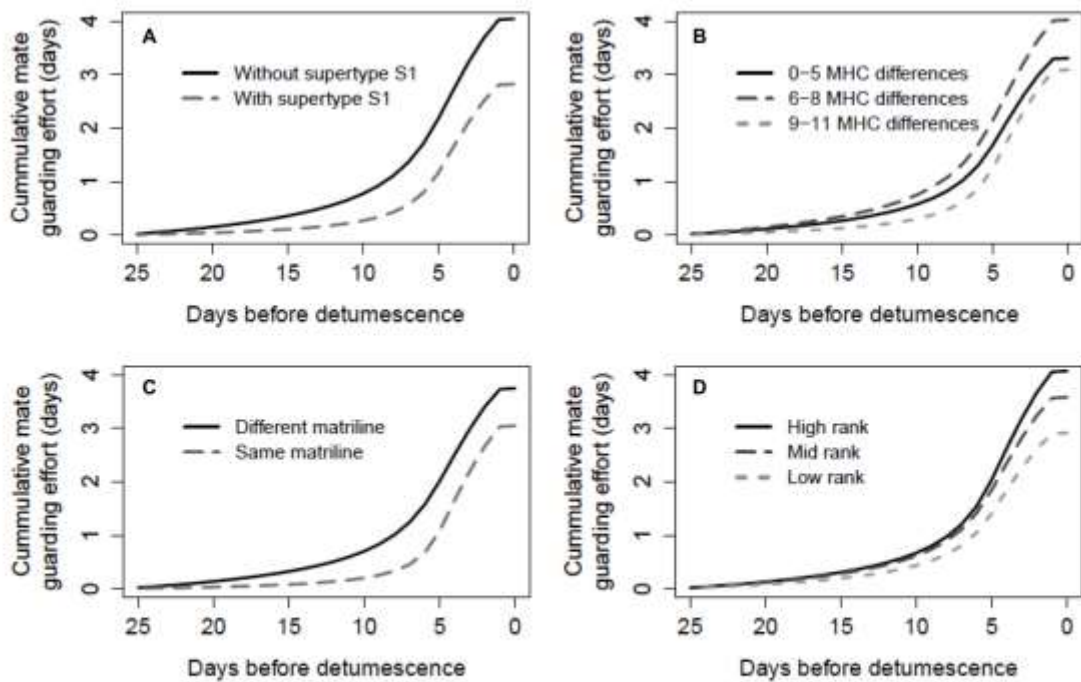 A
Cummulative mate
guarding effort (days)
4
3
2
1
0
Without supertype S1
With supertype S1
25 20 15 10 5 0
Days before detumescence
B
Cummulative mate
guarding effort (days)
4
3
2
1
0
0−5 MHC differences
6−8 MHC differences
9−11 MHC differences
25 20 15 10 5 0
Days before detumescence
C
Cummulative mate
guarding effort (days)
4
3
2
1
0
Different matriline
Same matriline
25 20 15 10 5 0
Days before detumescence
D
Cummulative mate
guarding effort (days)
4
3
2
1
0
High rank
Mid rank
Low rank
25 20 15 10 5 0
Days before detumescence